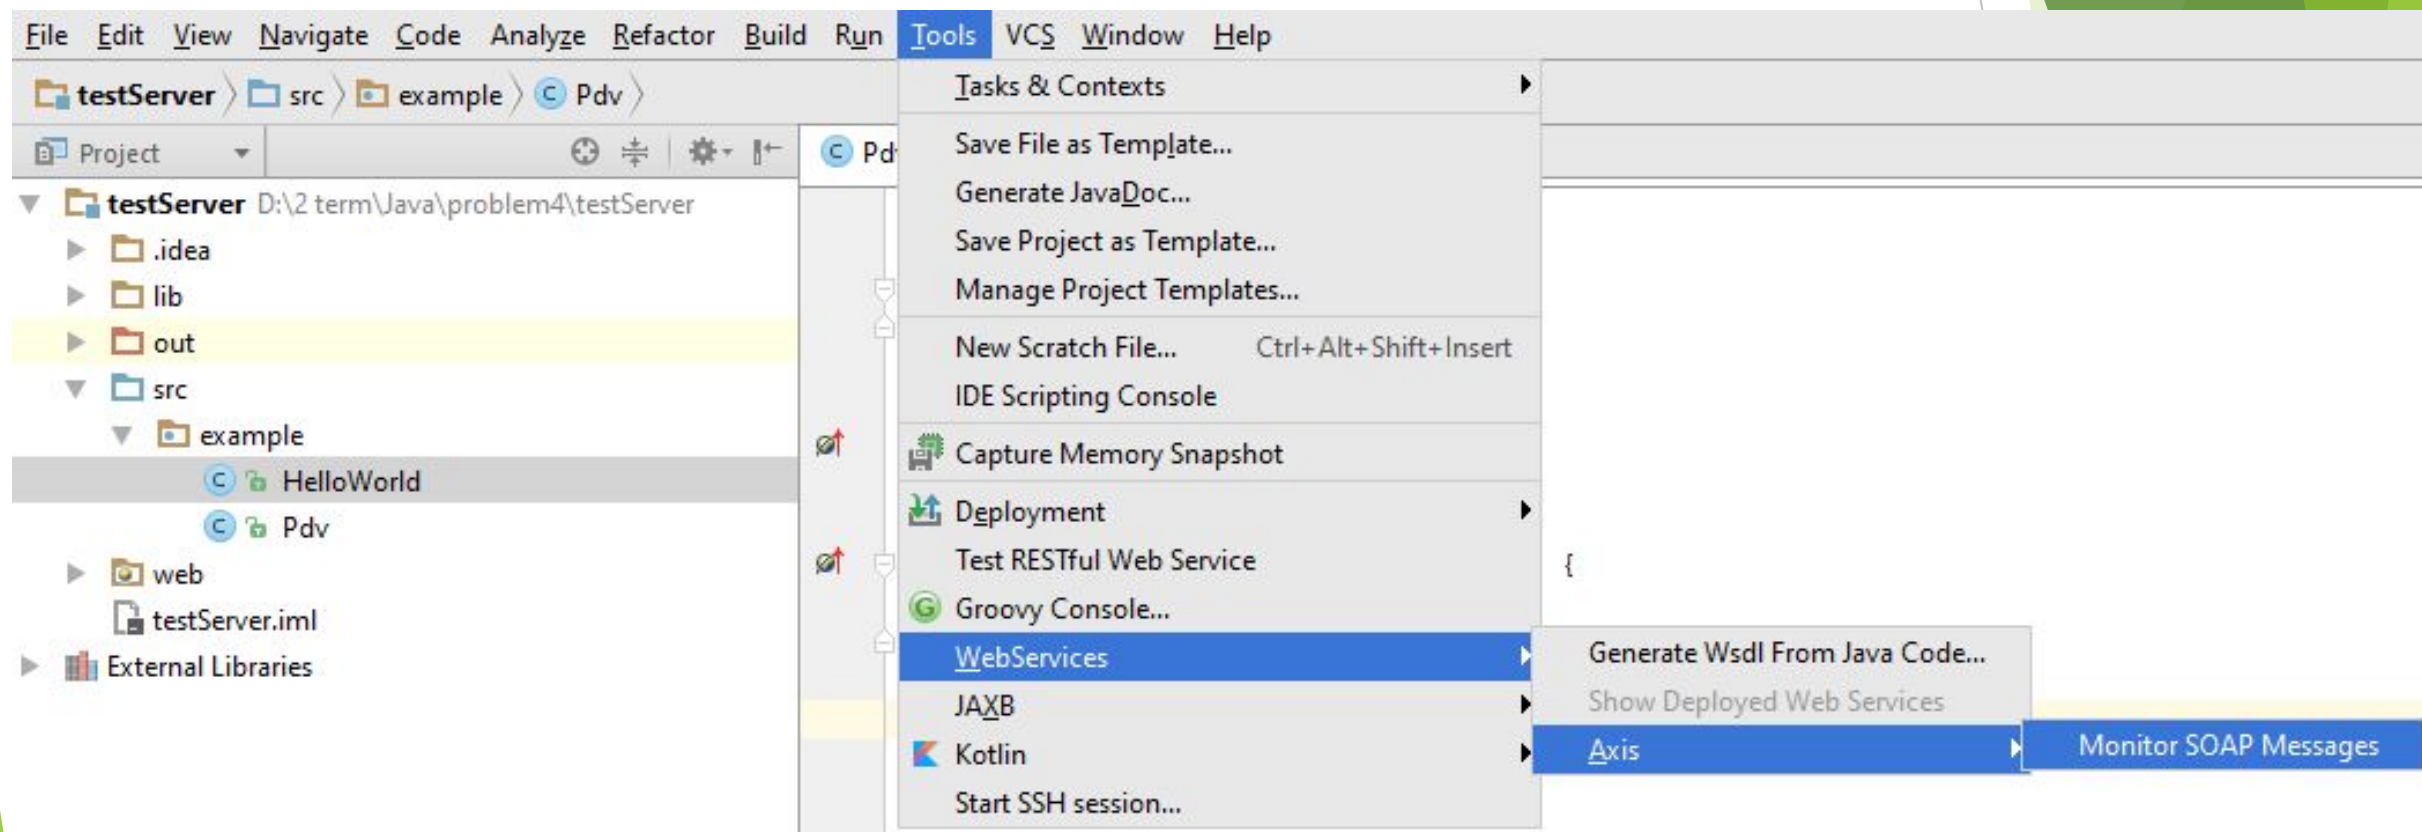 File Edit View Navigate Code Analyze Refactor Build Run Tools VCS Window Help
testServer src example Pdv
Project
testServer D:\2 term\Java\problem4\testServer
.idea
lib
out
src
example
HelloWorld
Pdv
web
testServer.iml
External Libraries
Tasks & Contexts
Save File as Template...
Generate JavaDoc...
Save Project as Template...
Manage Project Templates...
New Scratch File... Ctrl+Alt+Shift+Insert
IDE Scripting Console
Capture Memory Snapshot
Deployment
Test RESTful Web Service
{
Groovy Console...
WebServices
JAXB
Kotlin
Start SSH session...
Generate Wsdl From Java Code...
Show Deployed Web Services
Axis
Monitor SOAP Messages